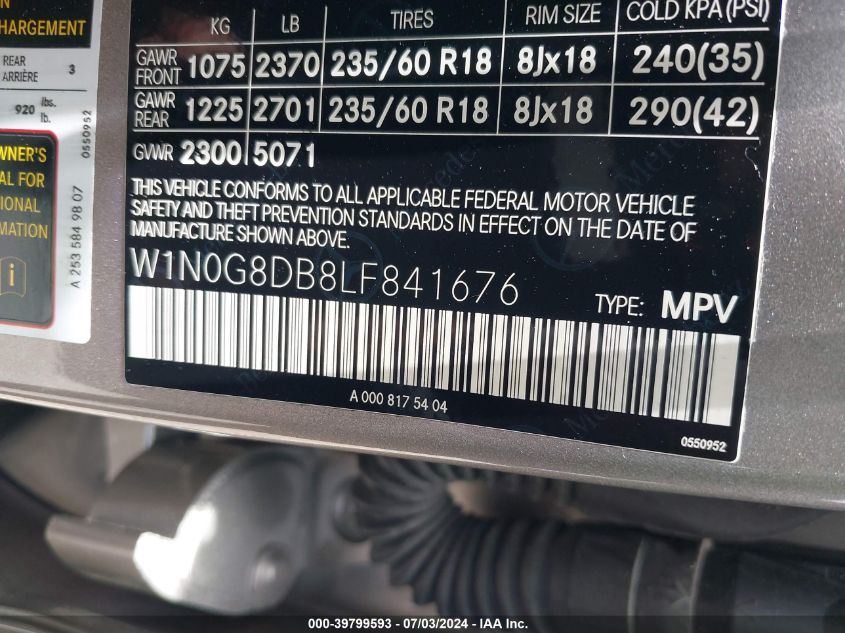 N
CHARGEMENT
REAR
ARRIÈRE 3
920 lbs.
lb.
0550952
WNER'S
AL FOR
IONAL
RMATION
i
A 253 584 98 07
KG LB TIRES RIM SIZE COLD KPA (PSI)
GAWR FRONT 1075 2370 235/60 R18 8Jx18 240(35)
GAWR REAR 1225 2701 235/60 R18 8Jx18 290(42)
GVWR 2300 5071
THIS VEHICLE CONFORMS TO ALL APPLICABLE FEDERAL MOTOR VEHICLE
SAFETY AND THEFT PREVENTION STANDARDS IN EFFECT ON THE DATE OF
MANUFACTURE SHOWN ABOVE.
W1N0G8DB8LF841676
TYPE: MPV
A 000 817 54 04
0550952
000-39799593 - 07/03/2024 - IAA Inc.